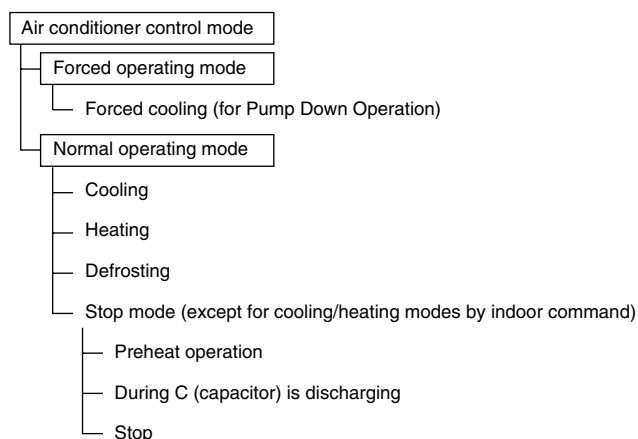 Air conditioner control mode
Forced operating mode
Forced cooling (for Pump Down Operation)
Normal operating mode
Cooling
Heating
Defrosting
Stop mode (except for cooling/heating modes by indoor command)
Preheat operation
During C (capacitor) is discharging
Stop